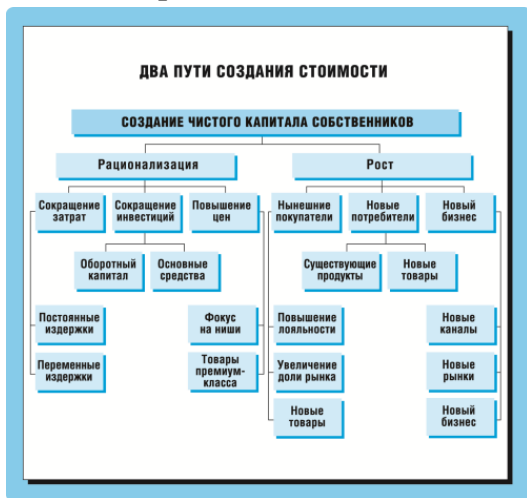 ДВА ПУТИ СОЗДАНИЯ СТОИМОСТИ
СОЗДАНИЕ ЧИСТОГО КАПИТАЛА СОБСТВЕННИКОВ
Рационализация
Рост
Сокращение
затрат
Сокращение
инвестиций
Повышение
цен
Нынешние
покупатели
Новые
потребители
Новый
бизнес
Оборотный
капитал
Основные
средства
Существующие
продукты
Новые
товары
Постоянные
издержки
Фокус
на ниши
Повышение
лояльности
Новые
каналы
Переменные
издержки
Товары
премиум-
класса
Увеличение
доли рынка
Новые
рынки
Новые
товары
Новый
бизнес